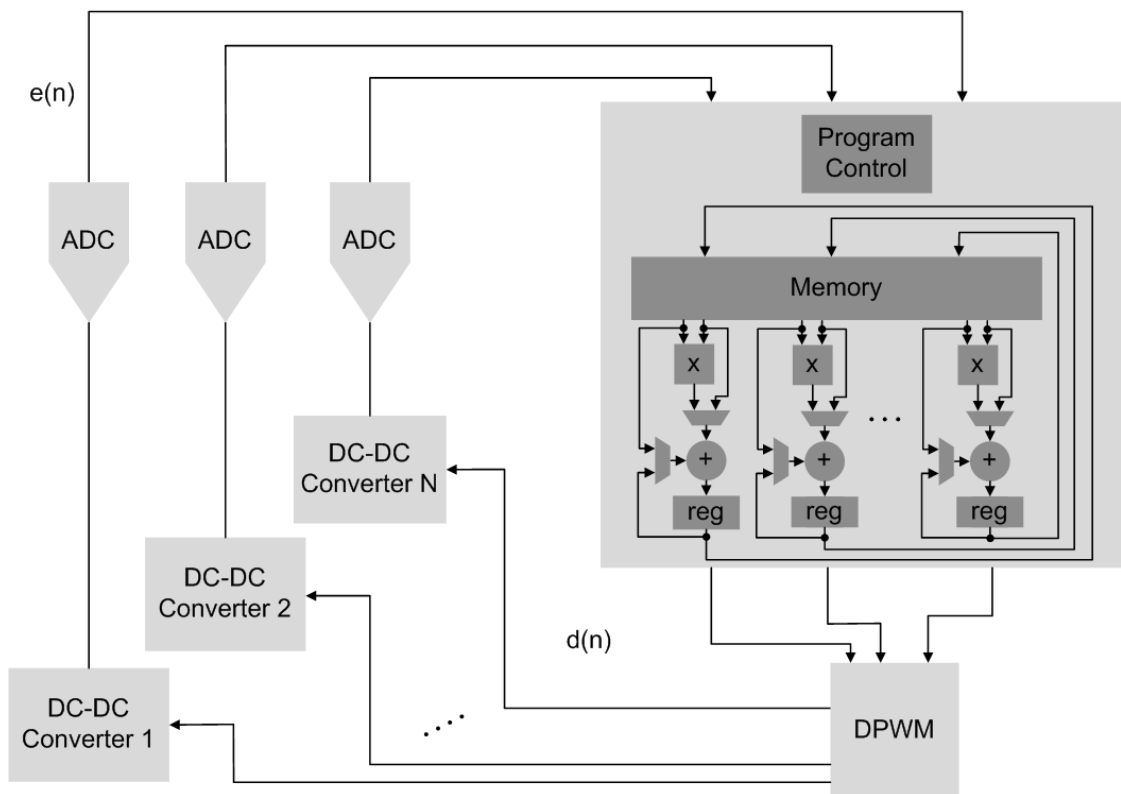 e(n)
Program
Control
ADC
ADC
ADC
Memory
x
x
x
. . .
DC-DC
Converter N
+
+
+
reg
reg
reg
DC-DC
Converter 2
d(n)
DC-DC
Converter 1
. . . .
DPWM